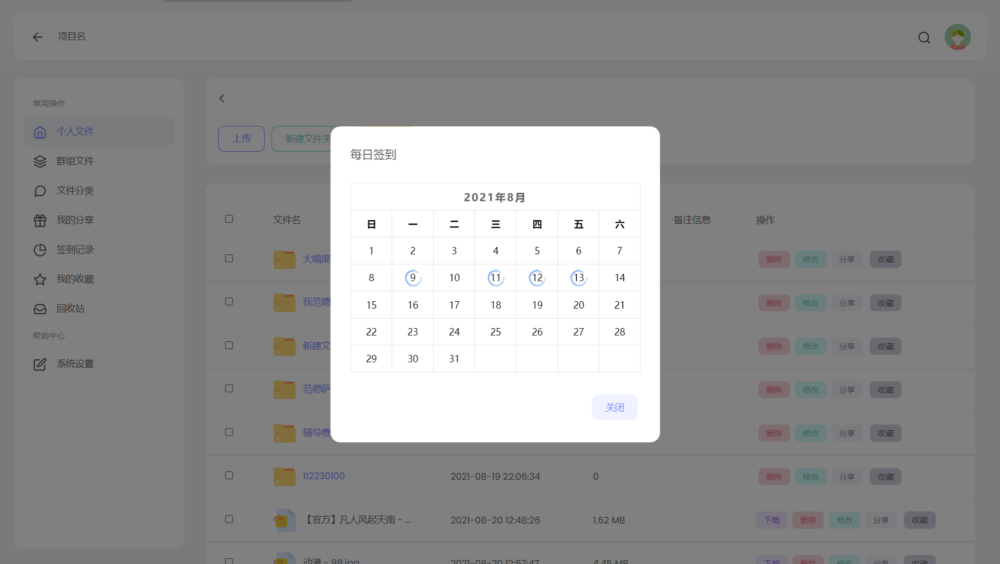 项目名
常用操作
个人文件
群组文件
文件分类
我的分享
签到记录
我的收藏
回收站
帮助中心
系统设置
上传 新建文件夹
文件名 备注信息 操作
大幅度 删除 修改 分享 收藏
我范德 删除 修改 分享 收藏
新建文 删除 修改 分享 收藏
范德萨 删除 修改 分享 收藏
辅导费 删除 修改 分享 收藏
112230100 2021-08-19 22:06:34 0 删除 修改 分享 收藏
【官方】凡人风起天南 - ... 2021-08-20 12:48:26 1.62 MB 下载 删除 修改 分享 收藏
动漫 - 98.jpg 2021-08-20 12:57:47 4.45 MB 下载 删除 修改 分享 收藏
每日签到
2021年8月
日 一 二 三 四 五 六
1 2 3 4 5 6 7
8 9 10 11 12 13 14
15 16 17 18 19 20 21
22 23 24 25 26 27 28
29 30 31
关闭